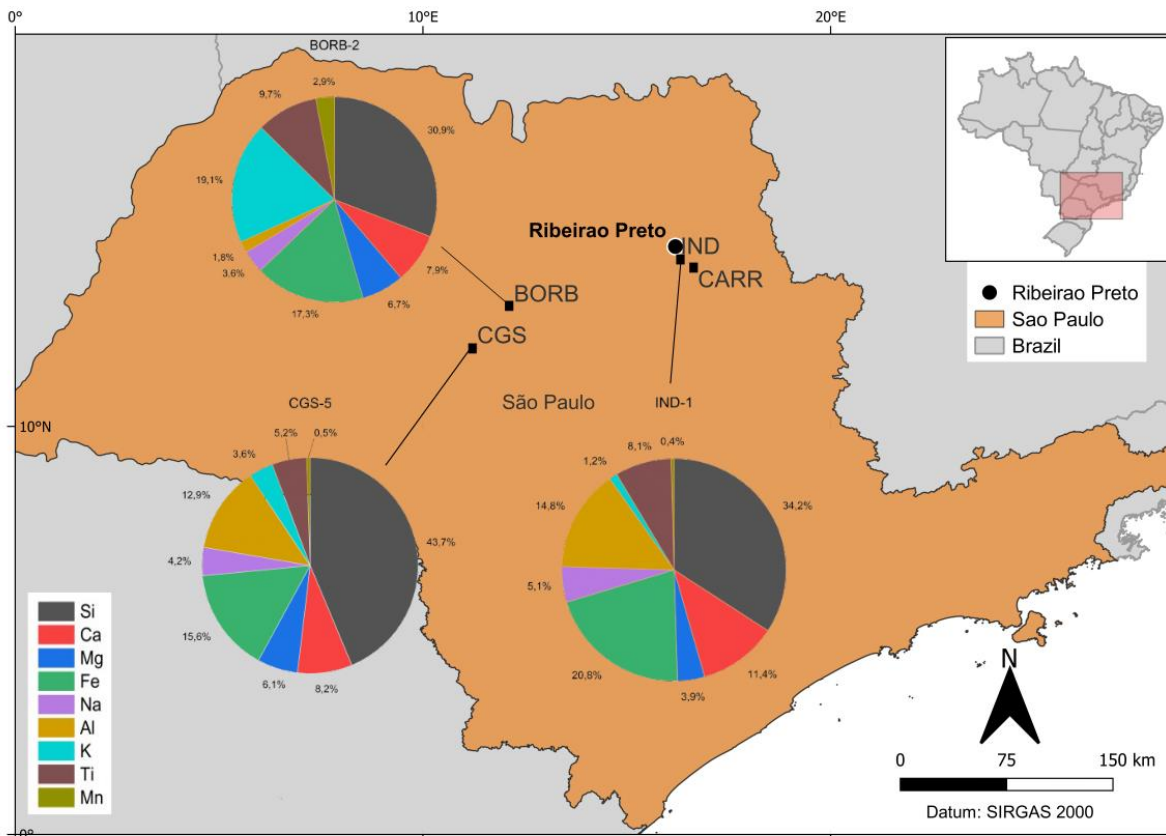 0°
10°E
20°E
BORB-2
2,9%
9,7%
30,9%
19,1%
1,8%
3,6%
7,9%
6,7%
17,3%
Ribeirao Preto
IND
CARR
BORB
CGS
Ribeirao Preto
Sao Paulo
Brazil
10°N
São Paulo
CGS-5
5,2%
0,5%
3,6%
12,9%
43,7%
4,2%
15,6%
6,1%
8,2%
IND-1
8,1%
0,4%
1,2%
34,2%
14,8%
5,1%
20,8%
3,9%
11,4%
Si
Ca
Mg
Fe
Na
Al
K
Ti
Mn
N
0 75 150 km
Datum: SIRGAS 2000
0°